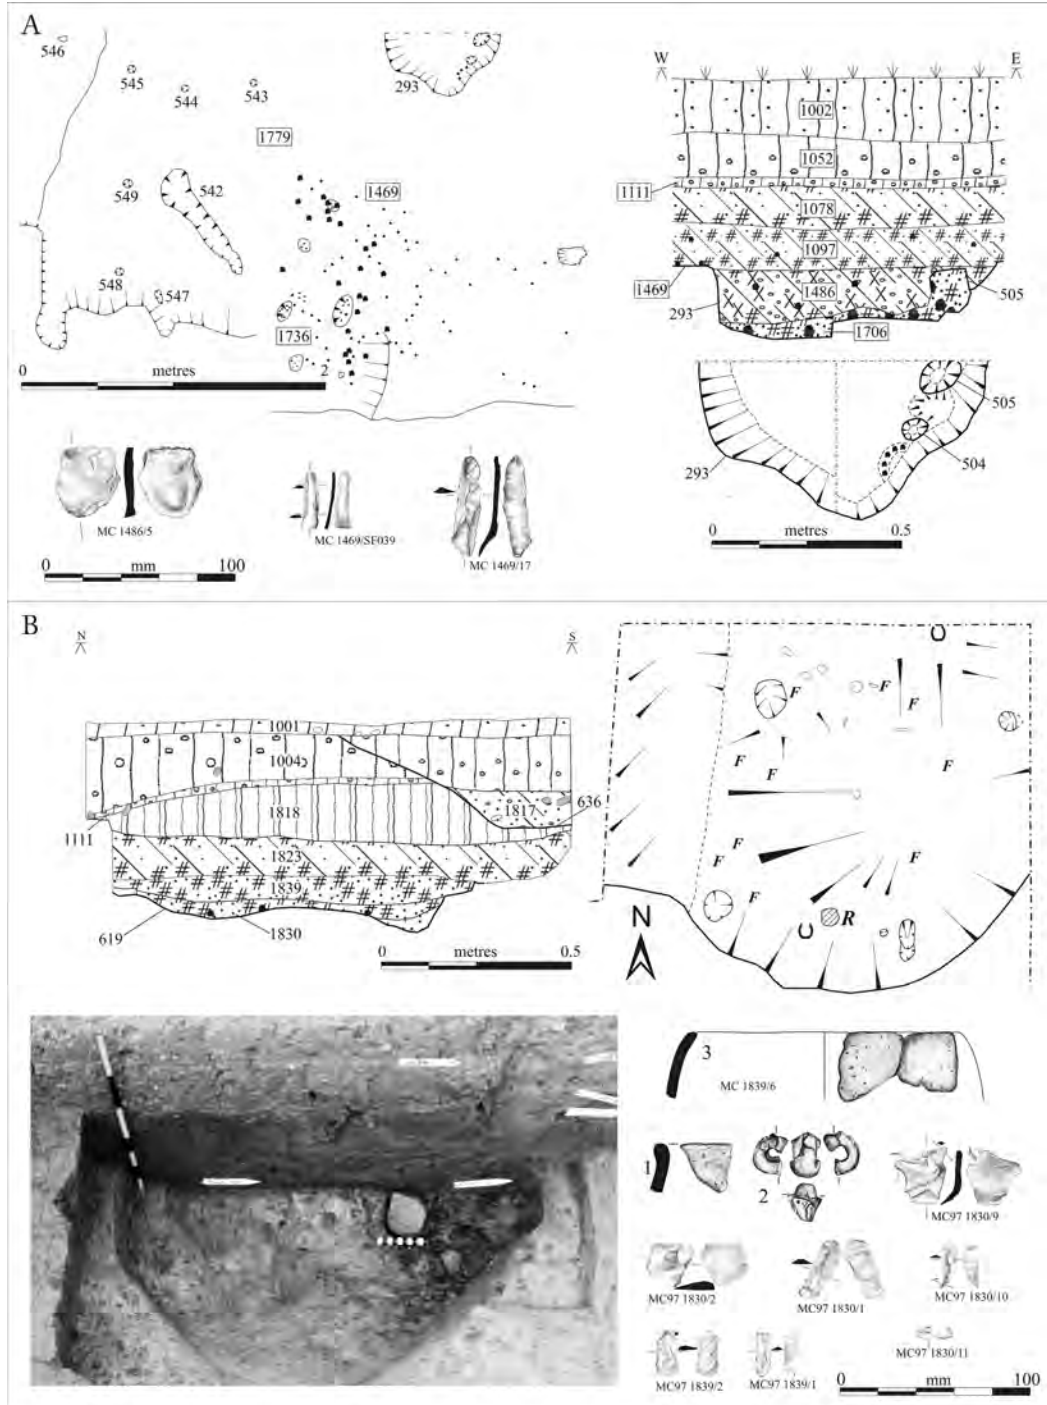 A
546
545
544
543
293
1779
549
542
1469
548
547
1736
0 metres 2
W E
1002
1052
1111
1078
1097
1469
1486
505
293
1706
505
504
293
0 metres 0.5
MC 1486/5
MC 1469/SF039
MC 1469/17
0 mm 100
B
N S
1001
1004
1817
636
1818
1111
1823
1839
619
1830
0 metres 0.5
F
F
F
F
F
F
F
F
F
F
R
N
3
MC 1839/6
1
2
MC97 1830/9
MC97 1830/2
MC97 1830/1
MC97 1830/10
MC97 1830/11
MC97 1839/2
MC97 1839/1
0 mm 100